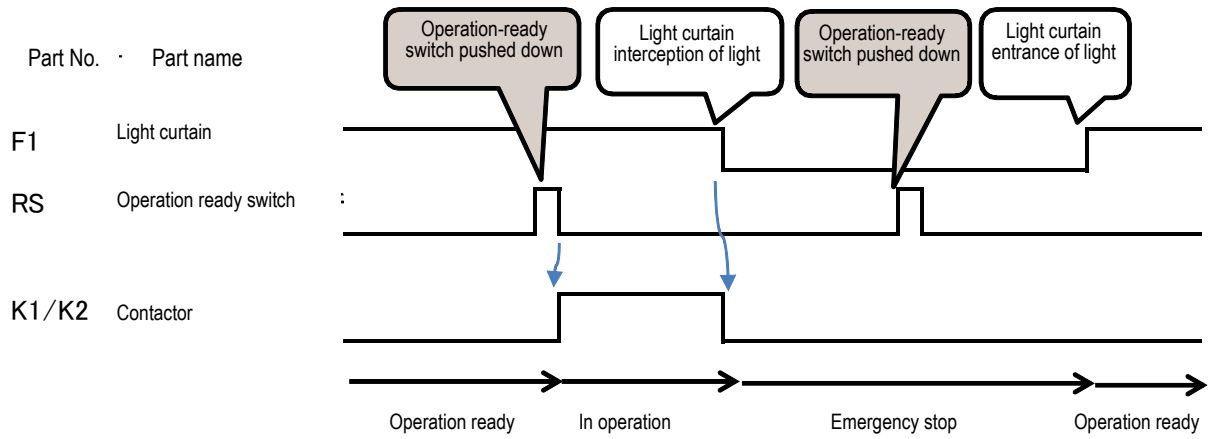 Operation-ready
switch pushed down
Light curtain
interception of light
Operation-ready
switch pushed down
Light curtain
entrance of light
Part No. · Part name
F1 Light curtain
RS Operation ready switch :
K1/K2 Contactor
Operation ready In operation Emergency stop Operation ready